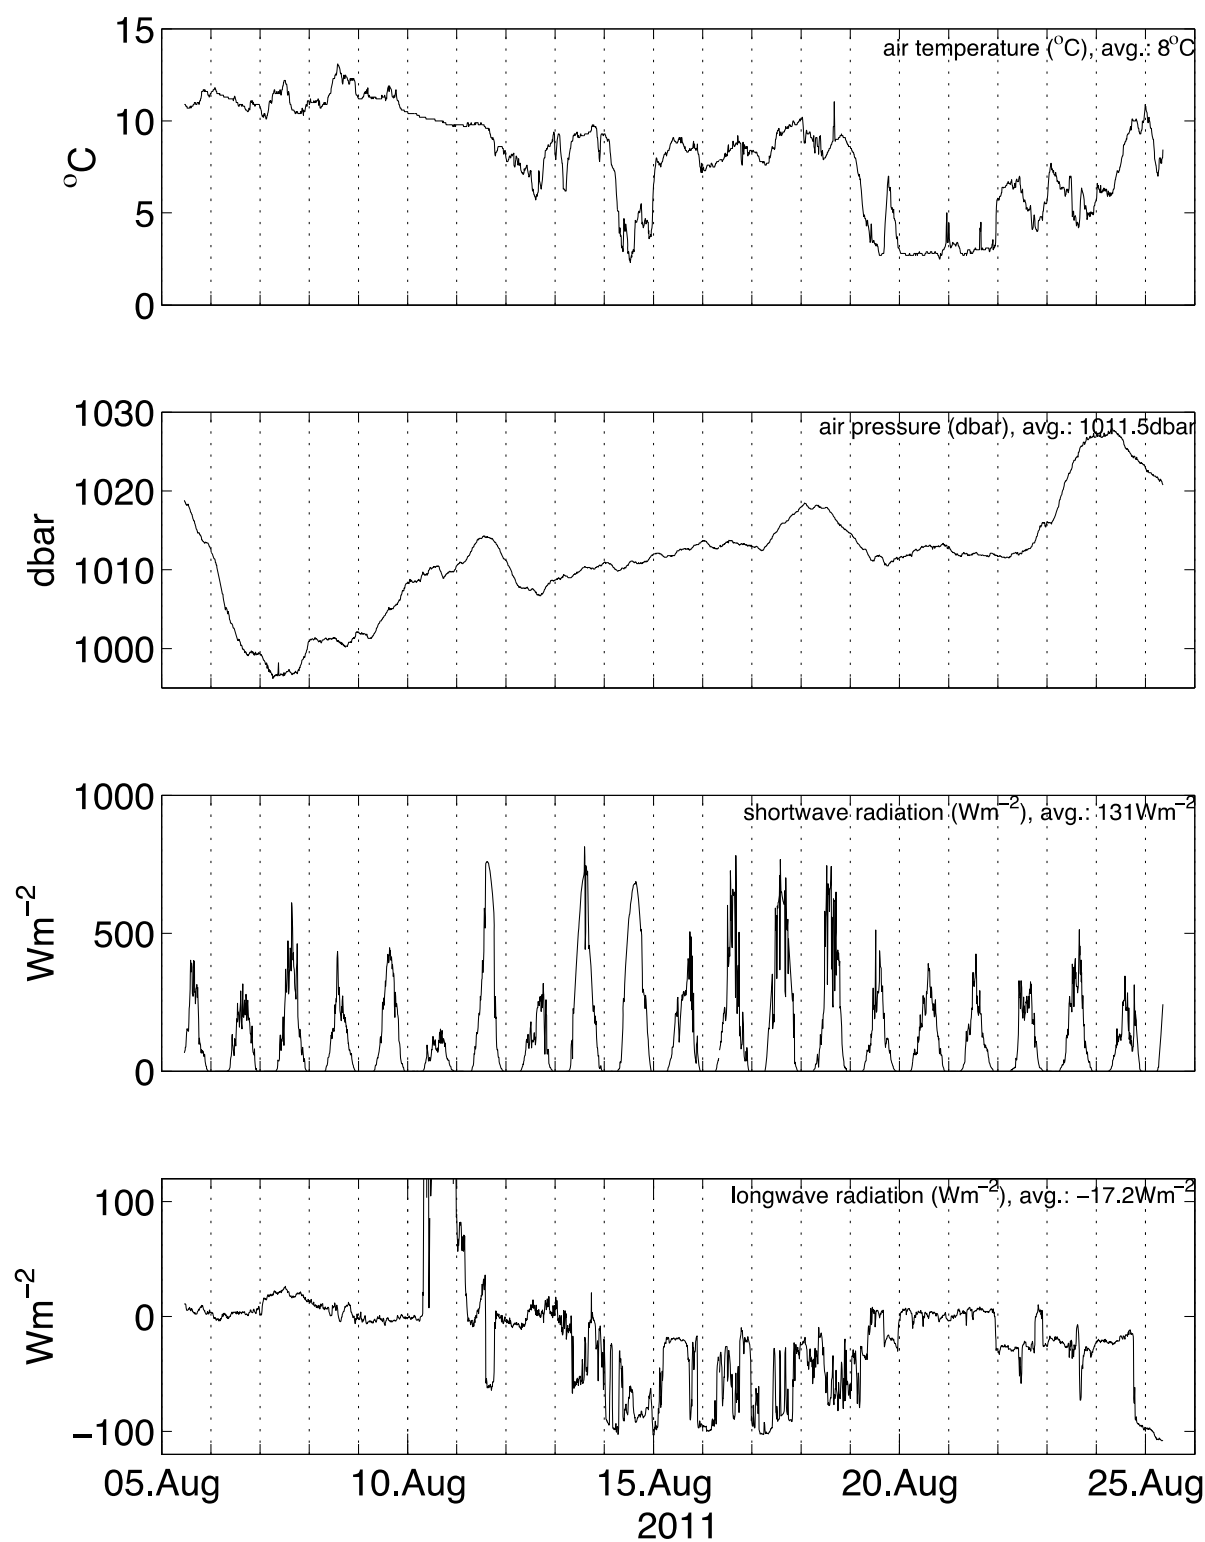 15
air temperature (°C), avg.: 8°C
10
5
0
°C
1030
air pressure (dbar), avg.: 1011.5dbar
1020
1010
1000
dbar
1000
shortwave radiation (Wm⁻²), avg.: 131Wm⁻²
500
0
Wm⁻²
100
longwave radiation (Wm⁻²), avg.: −17.2Wm⁻²
0
−100
Wm⁻²
05.Aug 10.Aug 15.Aug 20.Aug 25.Aug
2011